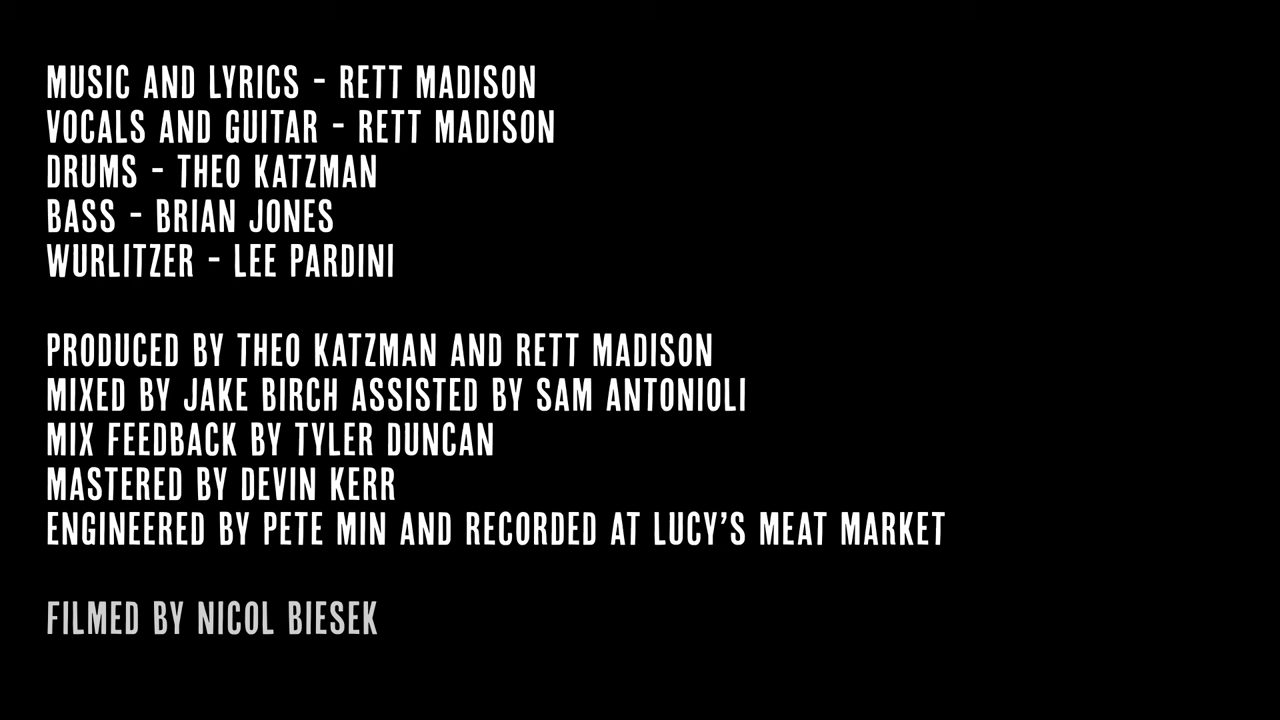 MUSIC AND LYRICS - RETT MADISON
VOCALS AND GUITAR - RETT MADISON
DRUMS - THEO KATZMAN
BASS - BRIAN JONES
WURLITZER - LEE PARDINI
PRODUCED BY THEO KATZMAN AND RETT MADISON
MIXED BY JAKE BIRCH ASSISTED BY SAM ANTONIOLI
MIX FEEDBACK BY TYLER DUNCAN
MASTERED BY DEVIN KERR
ENGINEERED BY PETE MIN AND RECORDED AT LUCY'S MEAT MARKET
FILMED BY NICOL BIESEK